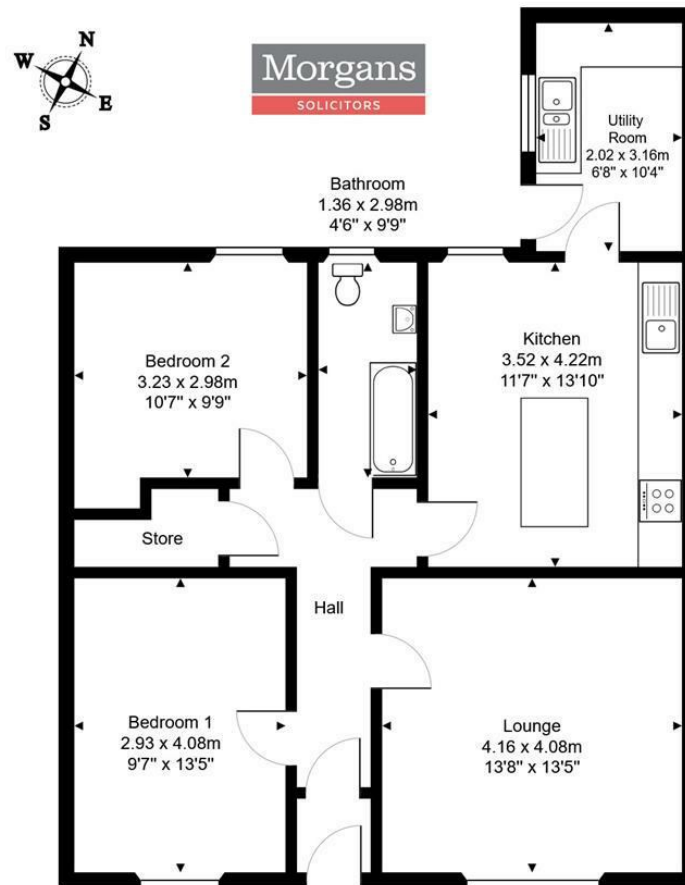 N
W
E
S
Morgans
SOLICITORS
Utility
Room
2.02 x 3.16m
6'8" x 10'4"
Bathroom
1.36 x 2.98m
4'6" x 9'9"
Bedroom 2
3.23 x 2.98m
10'7" x 9'9"
Kitchen
3.52 x 4.22m
11'7" x 13'10"
Store
Hall
Bedroom 1
2.93 x 4.08m
9'7" x 13'5"
Lounge
4.16 x 4.08m
13'8" x 13'5"